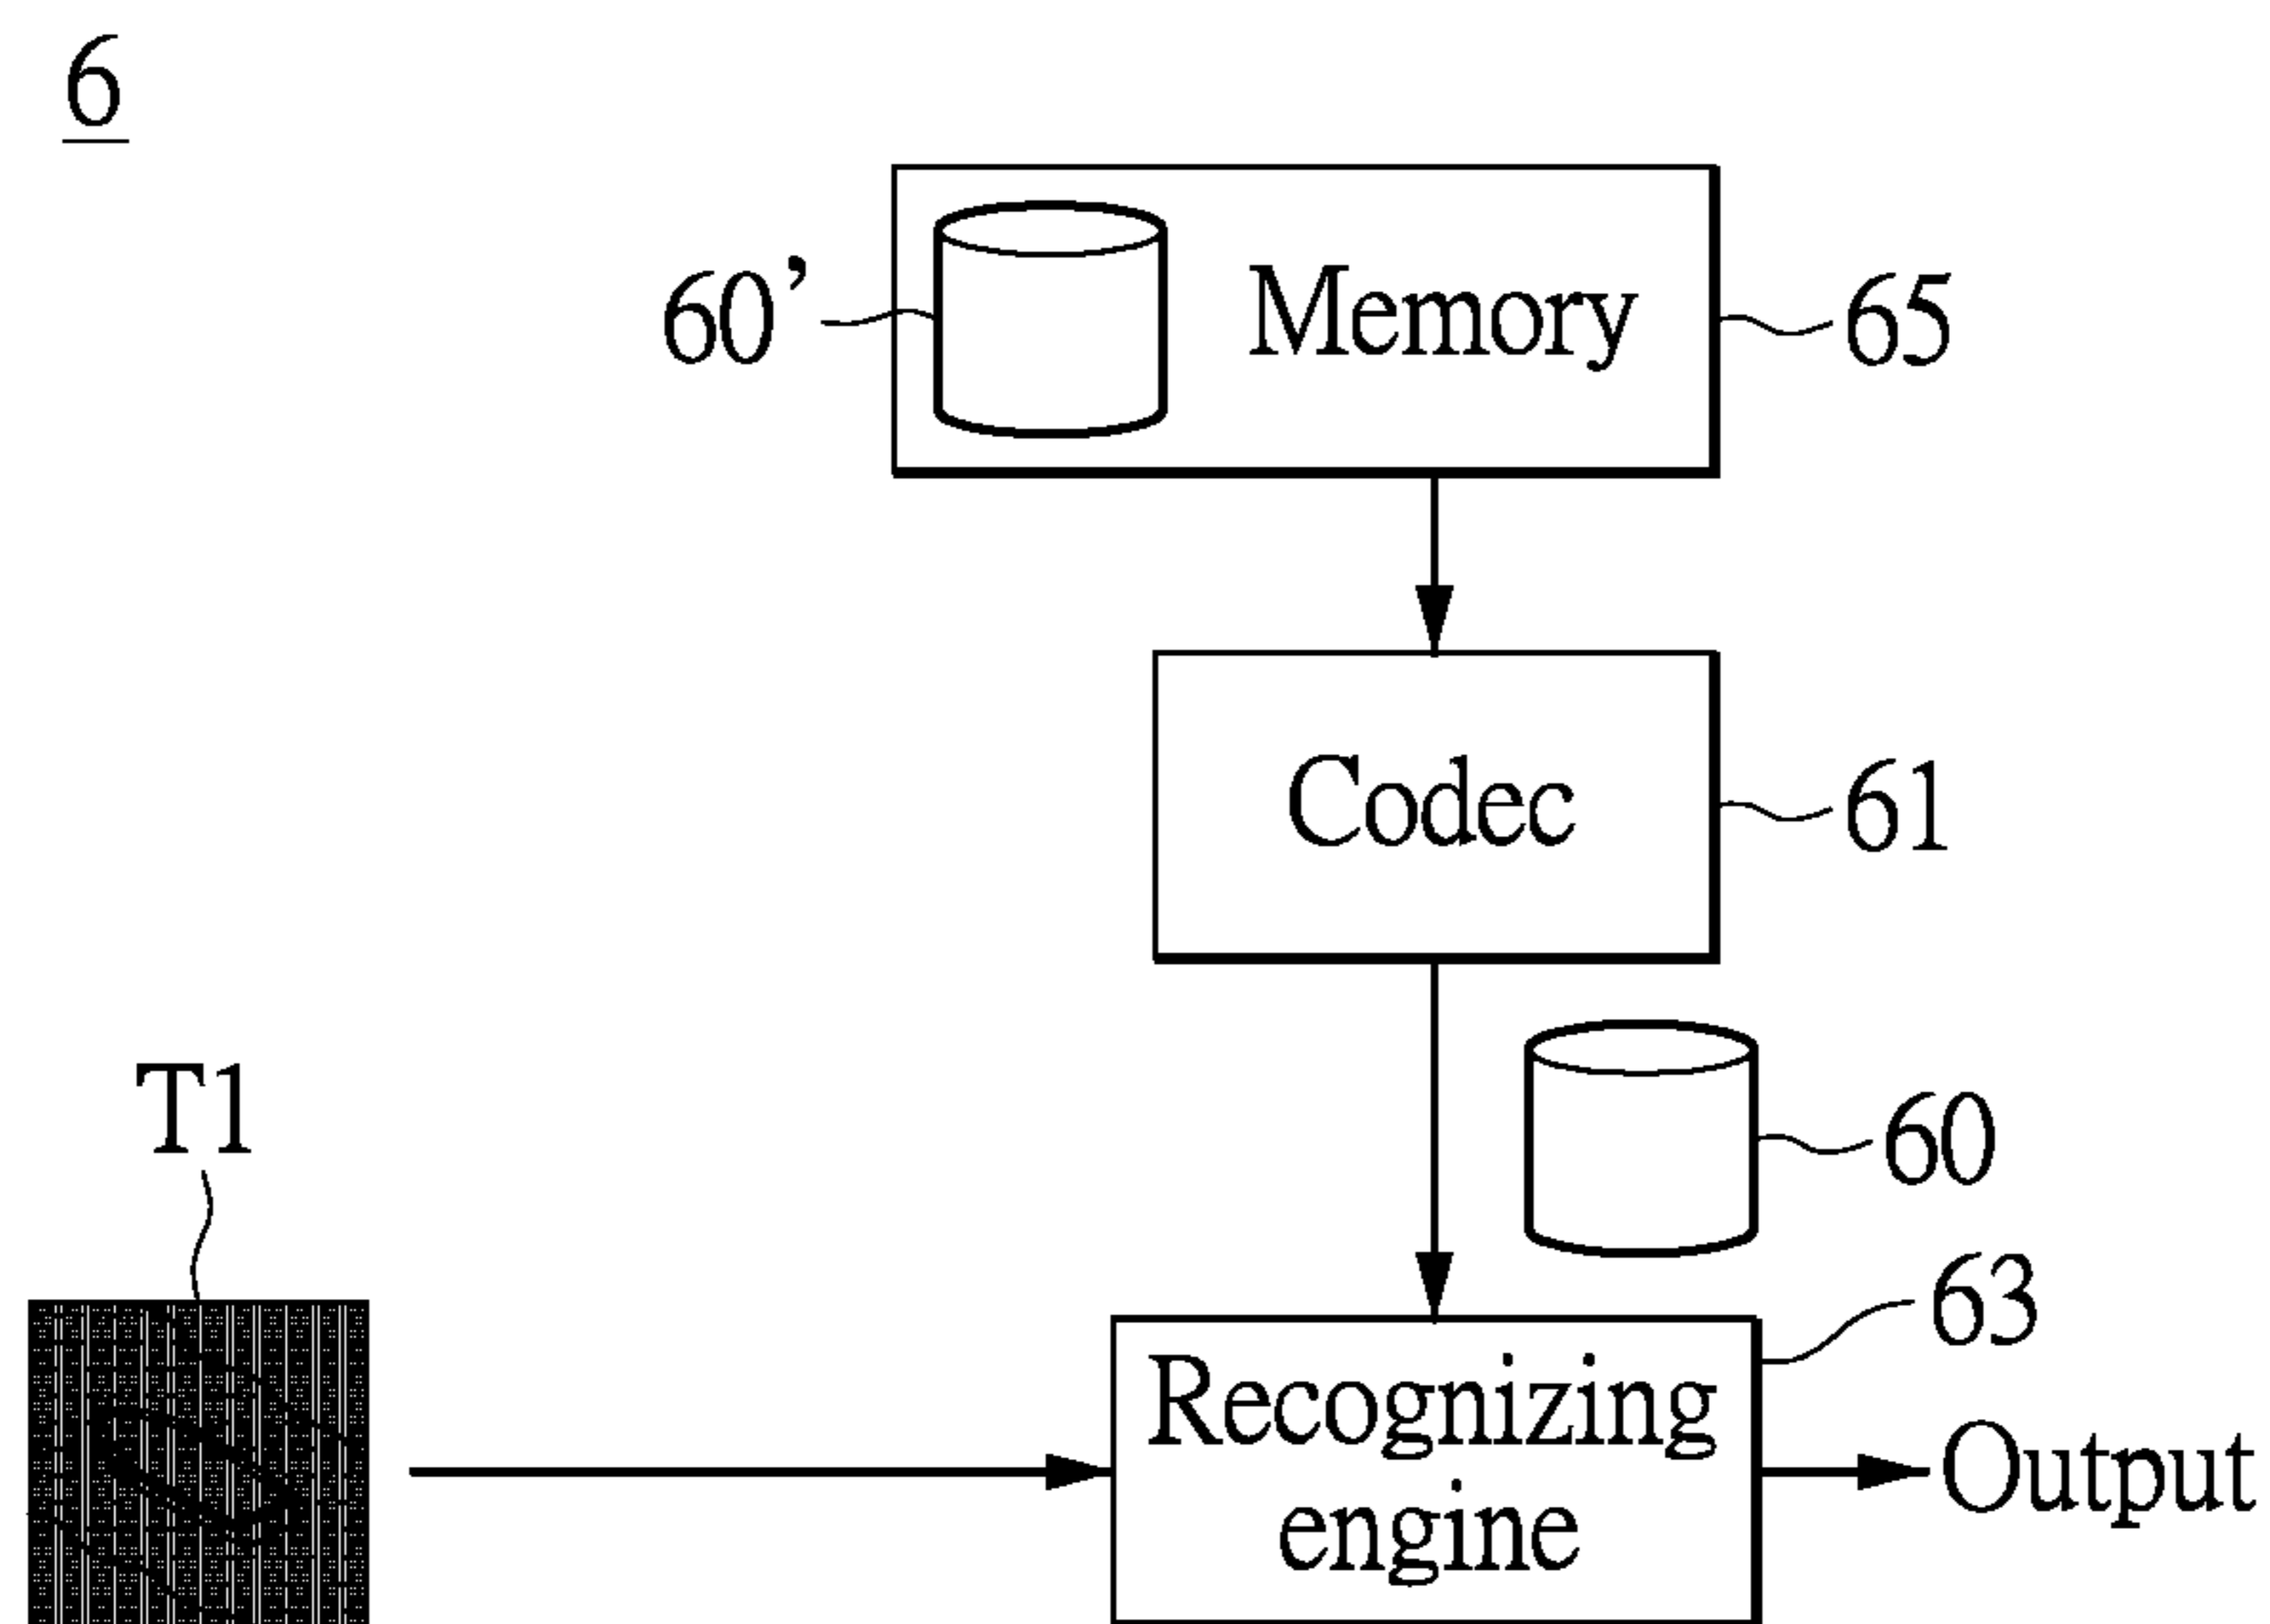 6
60’ Memory 65
Codec 61
T1
60
63
Recognizing
engine
Output